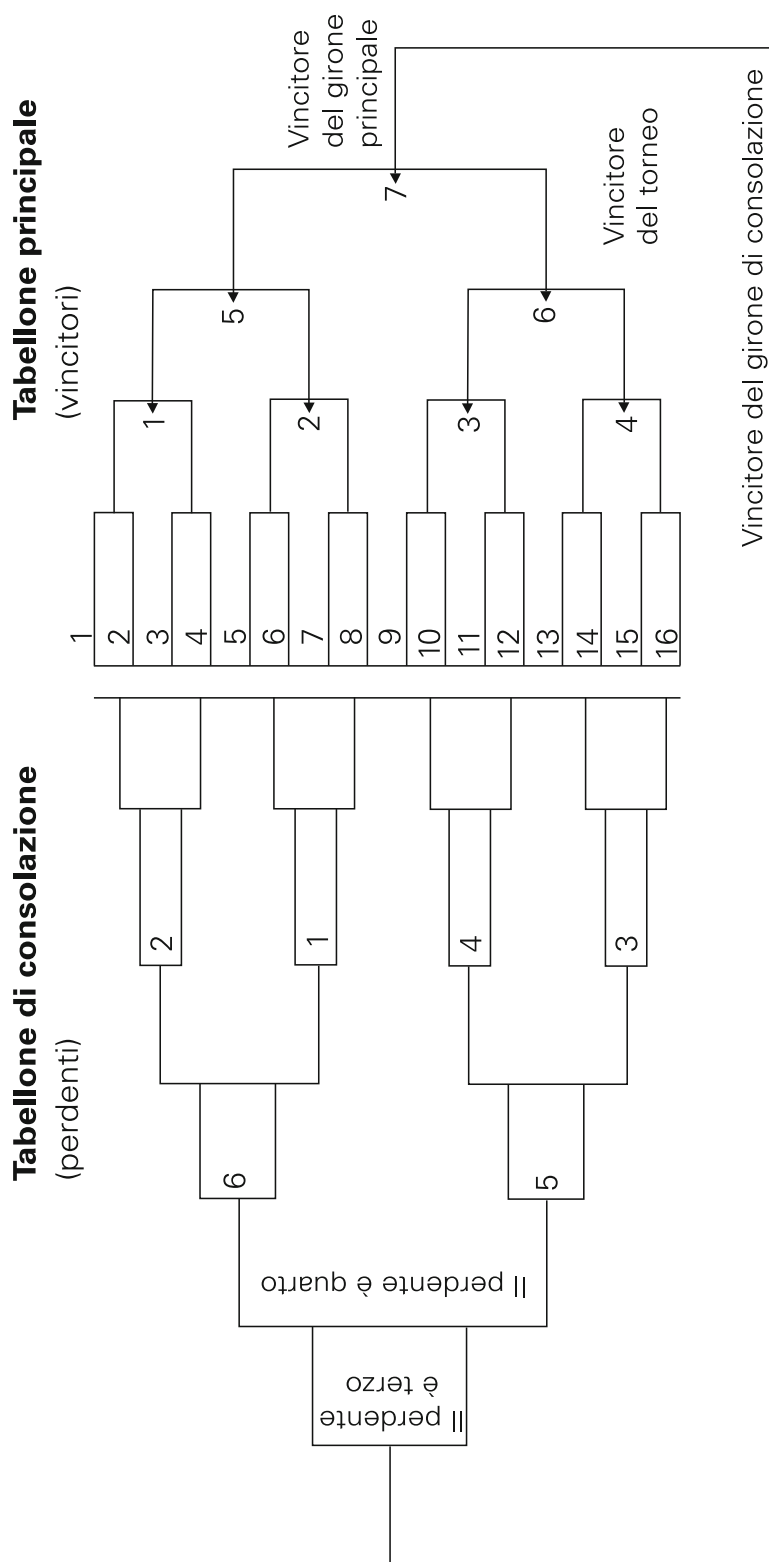 Tabellone di consolazione
(perdenti)
Tabellone principale
(vincitori)
1
2
3
4
5
6
7
8
9
10
11
12
13
14
15
16
1
2
3
4
5
6
7
Vincitore
del girone
principale
Vincitore
del torneo
Vincitore del girone di consolazione
2
1
4
3
6
5
Il perdente è quarto
Il perdente
è terzo